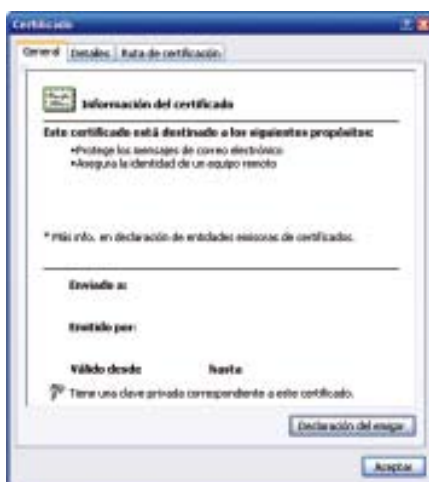 Certificado
General Detalles Ruta de certificación
Información del certificado
Este certificado está destinado a los siguientes propósitos:
•Protege los mensajes de correo electrónico
•Asegura la identidad de un equipo remoto
* Más info. en declaración de entidades emisoras de certificados.
Enviado a:
Emitido por:
Válido desde hasta
Tiene una clave privada correspondiente a este certificado.
Declaración del emisor
Aceptar